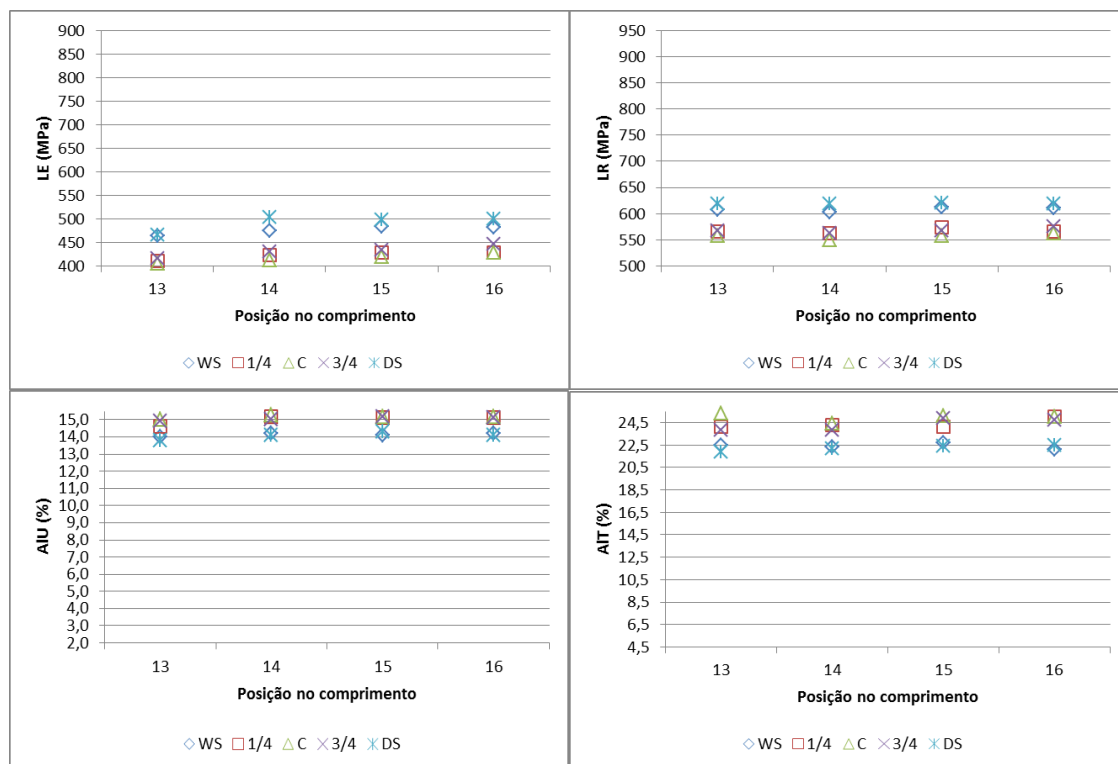 900
850
800
750
700
650
600
550
500
450
400
LE (MPa)
13 14 15 16
Posição no comprimento
WS 1/4 C 3/4 DS
950
900
850
800
750
700
650
600
550
500
LR (MPa)
13 14 15 16
Posição no comprimento
WS 1/4 C 3/4 DS
15,0
14,0
13,0
12,0
11,0
10,0
9,0
8,0
7,0
6,0
5,0
4,0
3,0
2,0
AlU (%)
13 14 15 16
Posição no comprimento
WS 1/4 C 3/4 DS
24,5
22,5
20,5
18,5
16,5
14,5
12,5
10,5
8,5
6,5
4,5
AlT (%)
13 14 15 16
Posição no comprimento
WS 1/4 C 3/4 DS